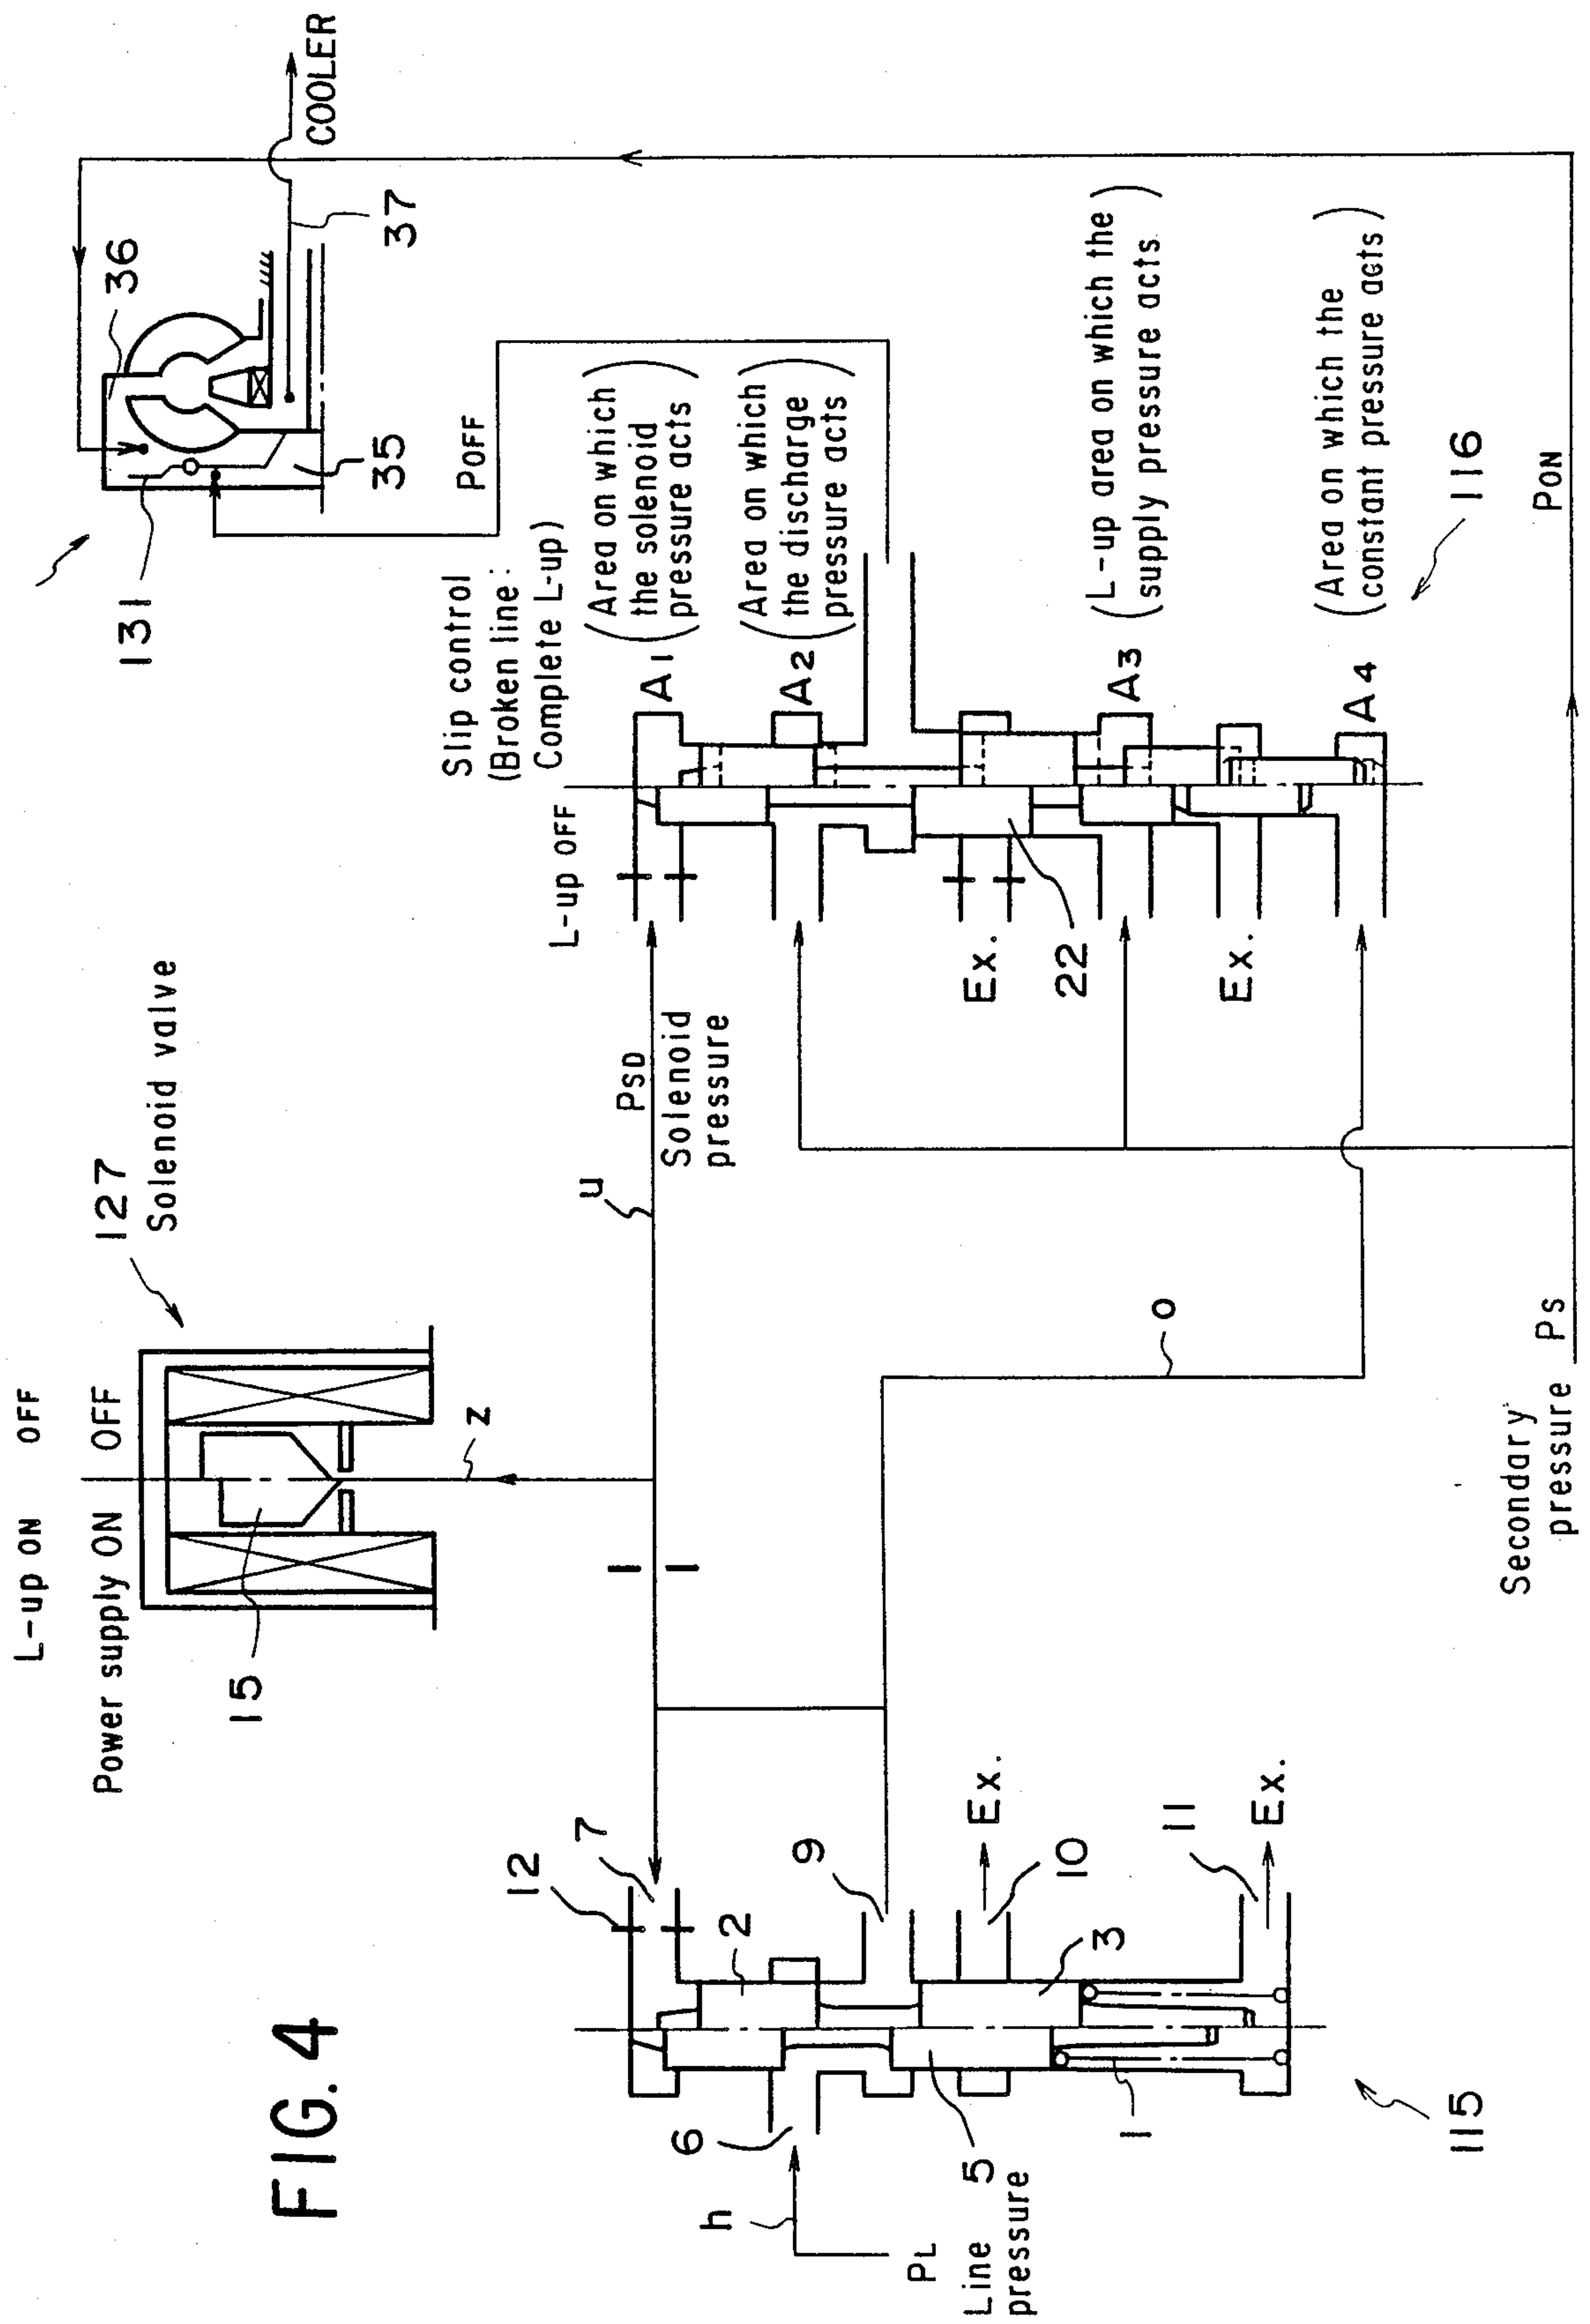 FIG. 4
L-up ON OFF
Power supply ON OFF
15
127
Solenoid valve
z
u
PSD
Solenoid
pressure
h
PL
Line
pressure
6
5
12
7
2
9
Ex.
10
3
11
Ex.
1
115
o
Secondary
pressure
Ps
L-up OFF
Slip control
(Broken line:
Complete L-up)
A1
(Area on which
the solenoid
pressure acts)
A2
(Area on which
the discharge
pressure acts)
Ex.
22
A3
(L-up area on which the
supply pressure acts)
Ex.
A4
(Area on which the
constant pressure acts)
116
PON
POFF
131
35
36
37
COOLER